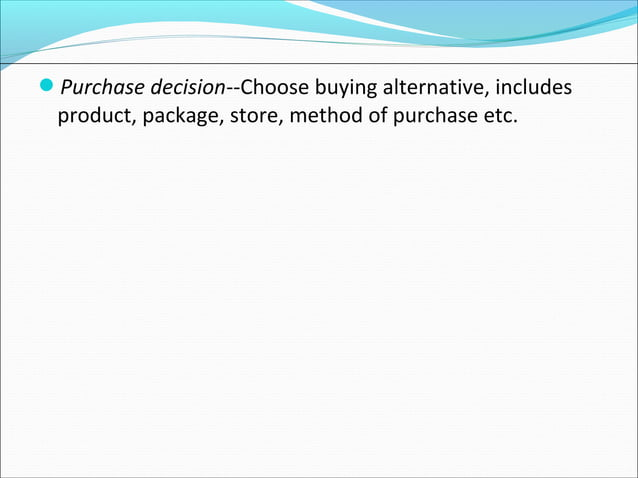 Purchase decision--Choose buying alternative, includes
product, package, store, method of purchase etc.